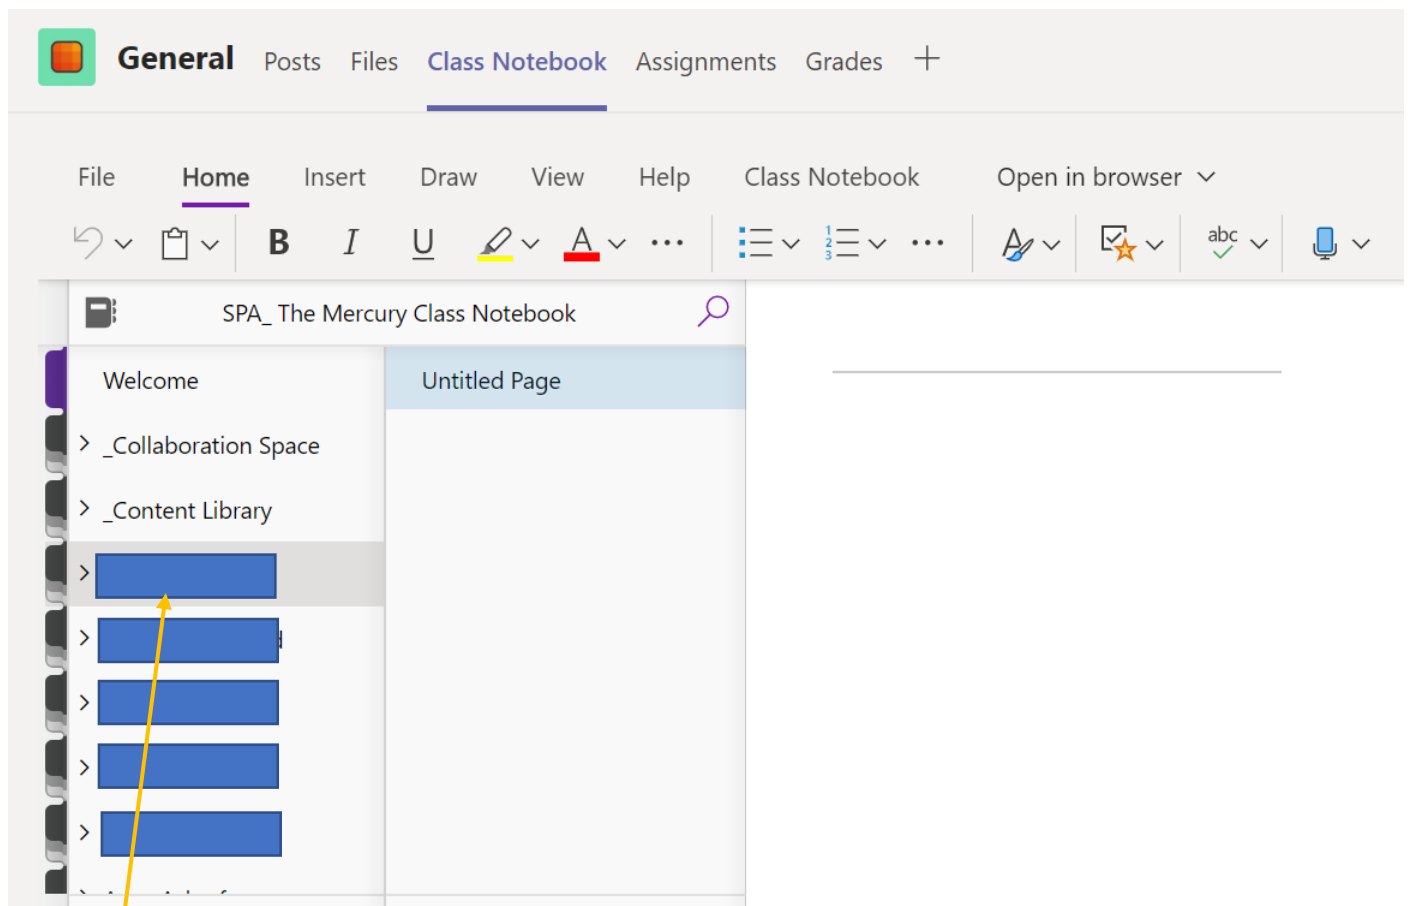 General Posts Files Class Notebook Assignments Grades
File Home Insert Draw View Help Class Notebook Open in browser
B I U A abc
SPA_ The Mercury Class Notebook
Welcome Untitled Page
_Collaboration Space
_Content Library